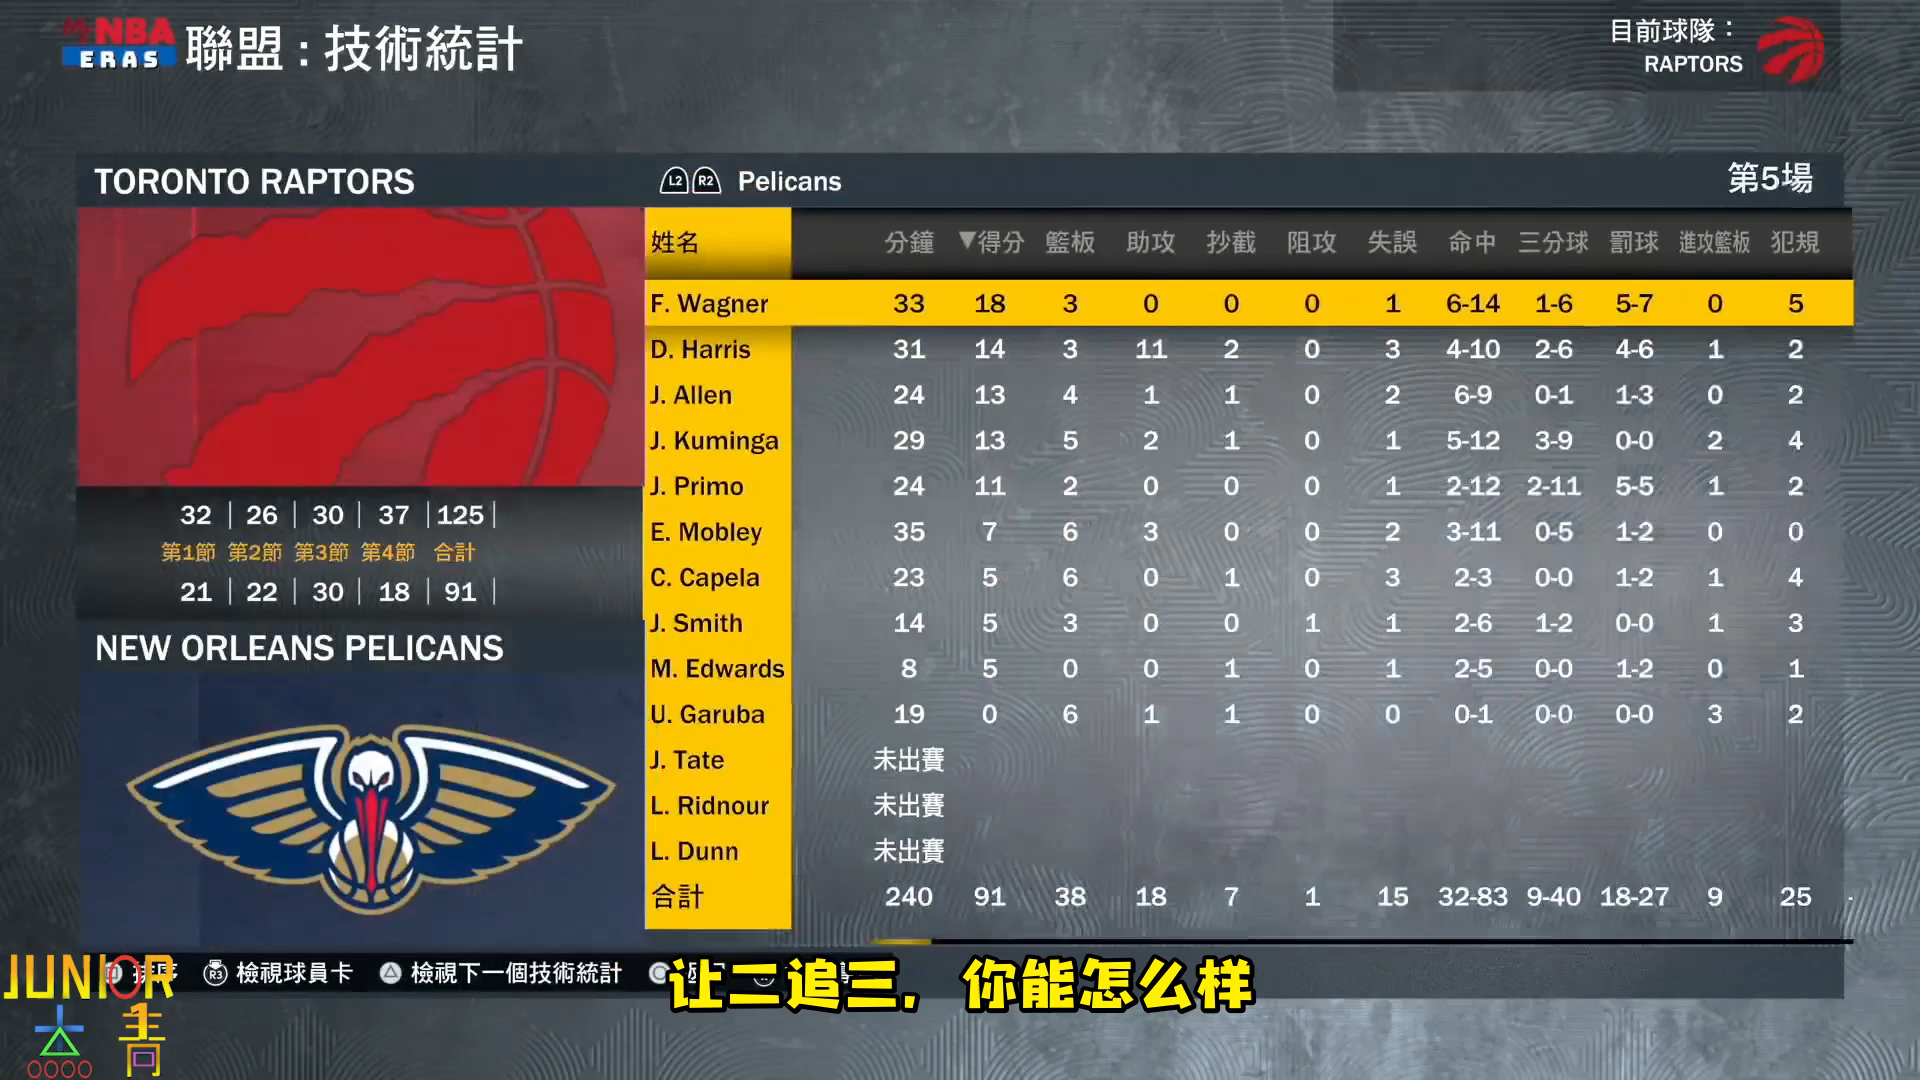 MyNBA ERAS 聯盟 : 技術統計
目前球隊：
RAPTORS
TORONTO RAPTORS
L2 R2 Pelicans 第5場
姓名 分鐘 ▼得分 籃板 助攻 抄截 阻攻 失誤 命中 三分球 罰球 進攻籃板 犯規
F. Wagner 33 18 3 0 0 0 1 6-14 1-6 5-7 0 5
D. Harris 31 14 3 11 2 0 3 4-10 2-6 4-6 1 2
J. Allen 24 13 4 1 1 0 2 6-9 0-1 1-3 0 2
J. Kuminga 29 13 5 2 1 0 1 5-12 3-9 0-0 2 4
J. Primo 24 11 2 0 0 0 1 2-12 2-11 5-5 1 2
E. Mobley 35 7 6 3 0 0 2 3-11 0-5 1-2 0 0
C. Capela 23 5 6 0 1 0 3 2-3 0-0 1-2 1 4
J. Smith 14 5 3 0 0 1 1 2-6 1-2 0-0 1 3
M. Edwards 8 5 0 0 1 0 1 2-5 0-0 1-2 0 1
U. Garuba 19 0 6 1 1 0 0 0-1 0-0 0-0 3 2
J. Tate 未出賽
L. Ridnour 未出賽
L. Dunn 未出賽
合計 240 91 38 18 7 1 15 32-83 9-40 18-27 9 25
32 | 26 | 30 | 37 | 125 |
第1節 第2節 第3節 第4節 合計
21 | 22 | 30 | 18 | 91 |
NEW ORLEANS PELICANS
R3 檢視球員卡 檢視下一個技術統計
让二追三， 你能怎么样
JUNIOR